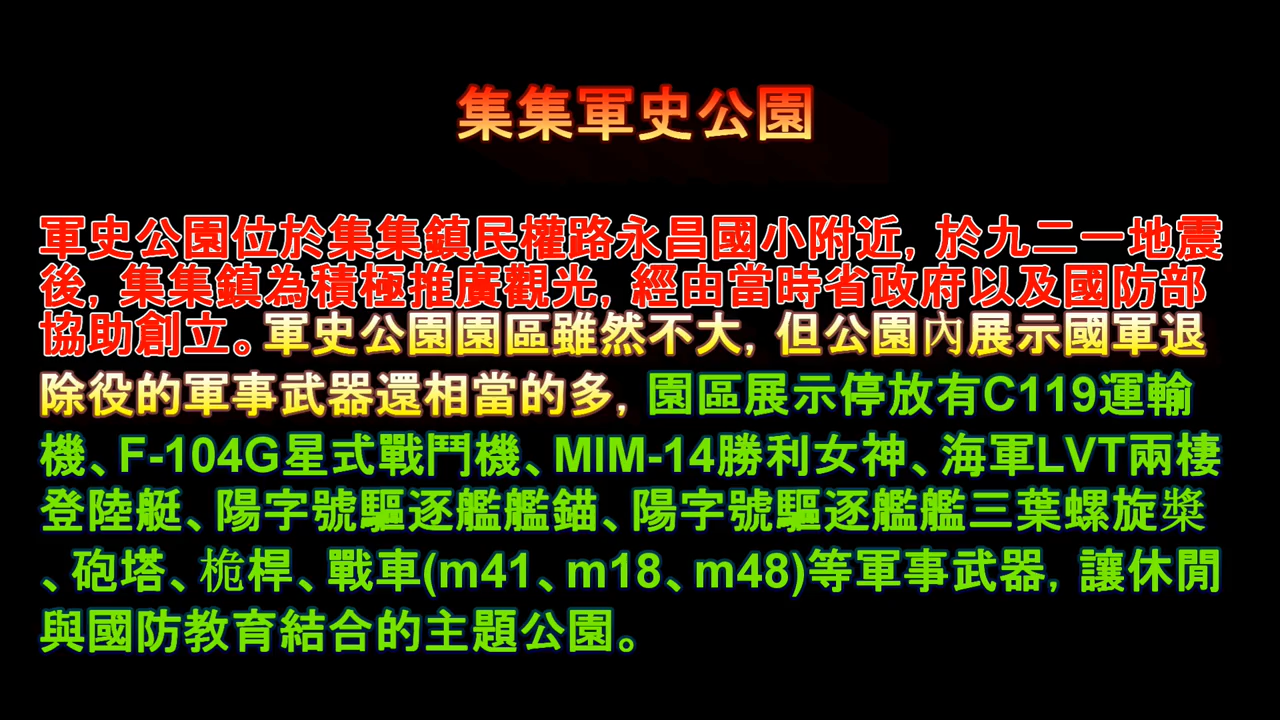 集集軍史公園
軍史公園位於集集鎮民權路永昌國小附近, 於九二一地震
後, 集集鎮為積極推廣觀光, 經由當時省政府以及國防部
協助創立。軍史公園園區雖然不大, 但公園內展示國軍退
除役的軍事武器還相當的多, 園區展示停放有C119運輸
機、F-104G星式戰鬥機、MIM-14勝利女神、海軍LVT兩棲
登陸艇、陽字號驅逐艦艦錨、陽字號驅逐艦艦三葉螺旋槳
、砲塔、桅桿、戰車(m41、m18、m48)等軍事武器, 讓休閒
與國防教育結合的主題公園。